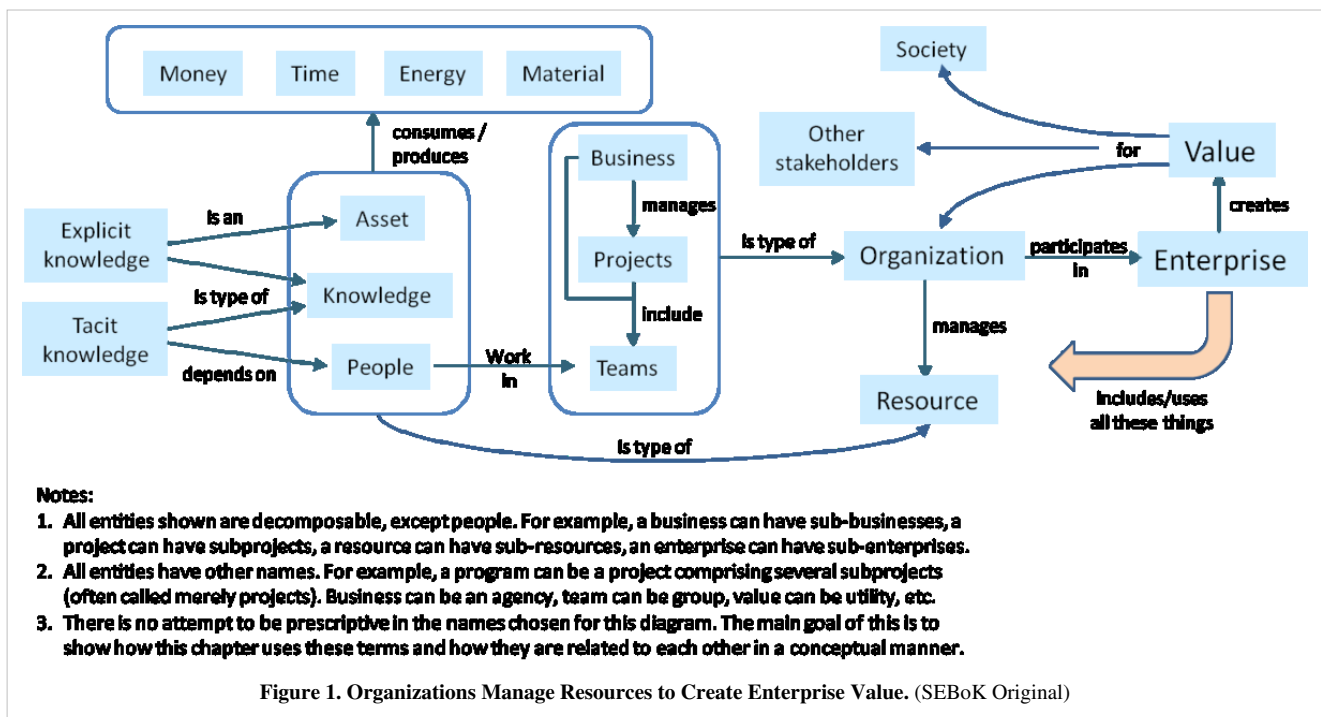 Money
Time
Energy
Material
Society
consumes /
produces
Business
Other
stakeholders
for
Value
manages
creates
Is an
Asset
Explicit
knowledge
Is type of
Organization
participates
in
Enterprise
Projects
Is type of
Knowledge
include
manages
Tacit
knowledge
depends on
People
Work
in
Teams
Resource
Includes/uses
all these things
Is type of
Notes:
1. All entities shown are decomposable, except people. For example, a business can have sub-businesses, a
project can have subprojects, a resource can have sub-resources, an enterprise can have sub-enterprises.
2. All entities have other names. For example, a program can be a project comprising several subprojects
(often called merely projects). Business can be an agency, team can be group, value can be utility, etc.
3. There is no attempt to be prescriptive in the names chosen for this diagram. The main goal of this is to
show how this chapter uses these terms and how they are related to each other in a conceptual manner.
Figure 1. Organizations Manage Resources to Create Enterprise Value. (SEBoK Original)